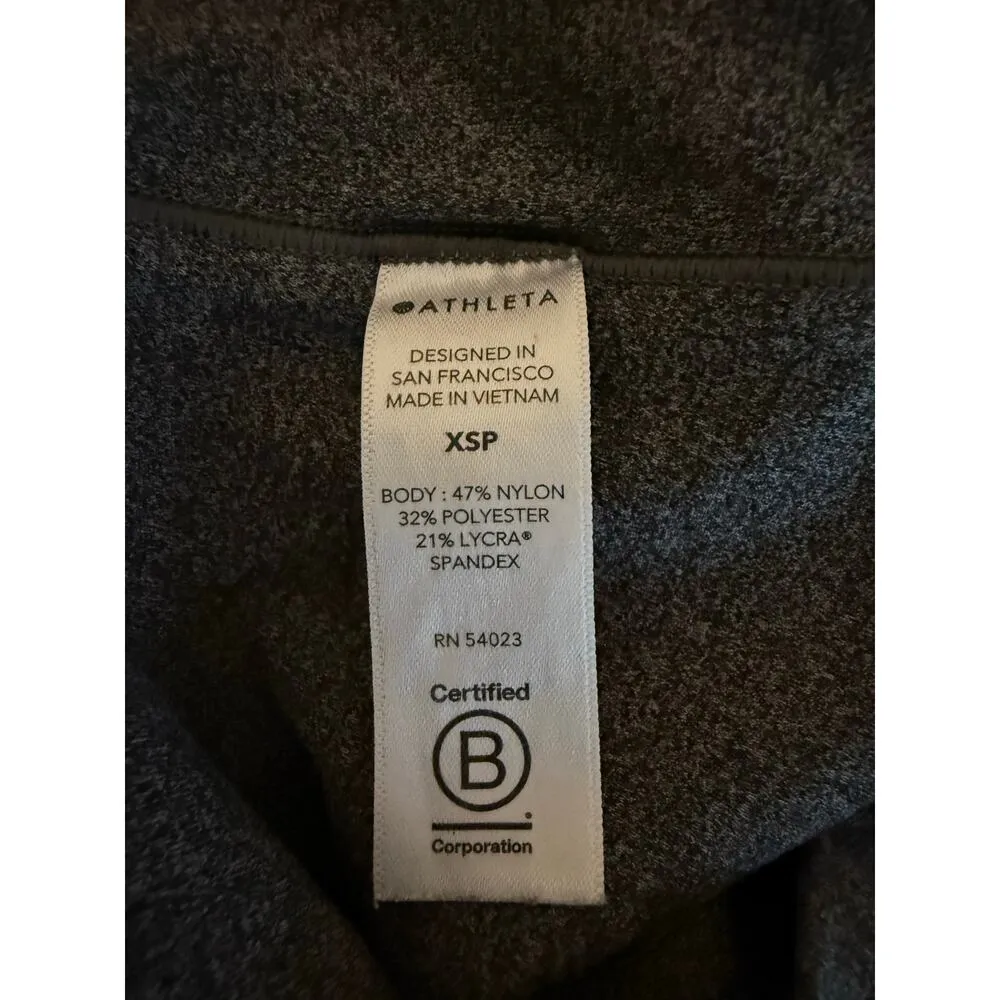 ATHLETA
DESIGNED IN
SAN FRANCISCO
MADE IN VIETNAM
XSP
BODY : 47% NYLON
32% POLYESTER
21% LYCRA®
SPANDEX
RN 54023
Certified
B
Corporation